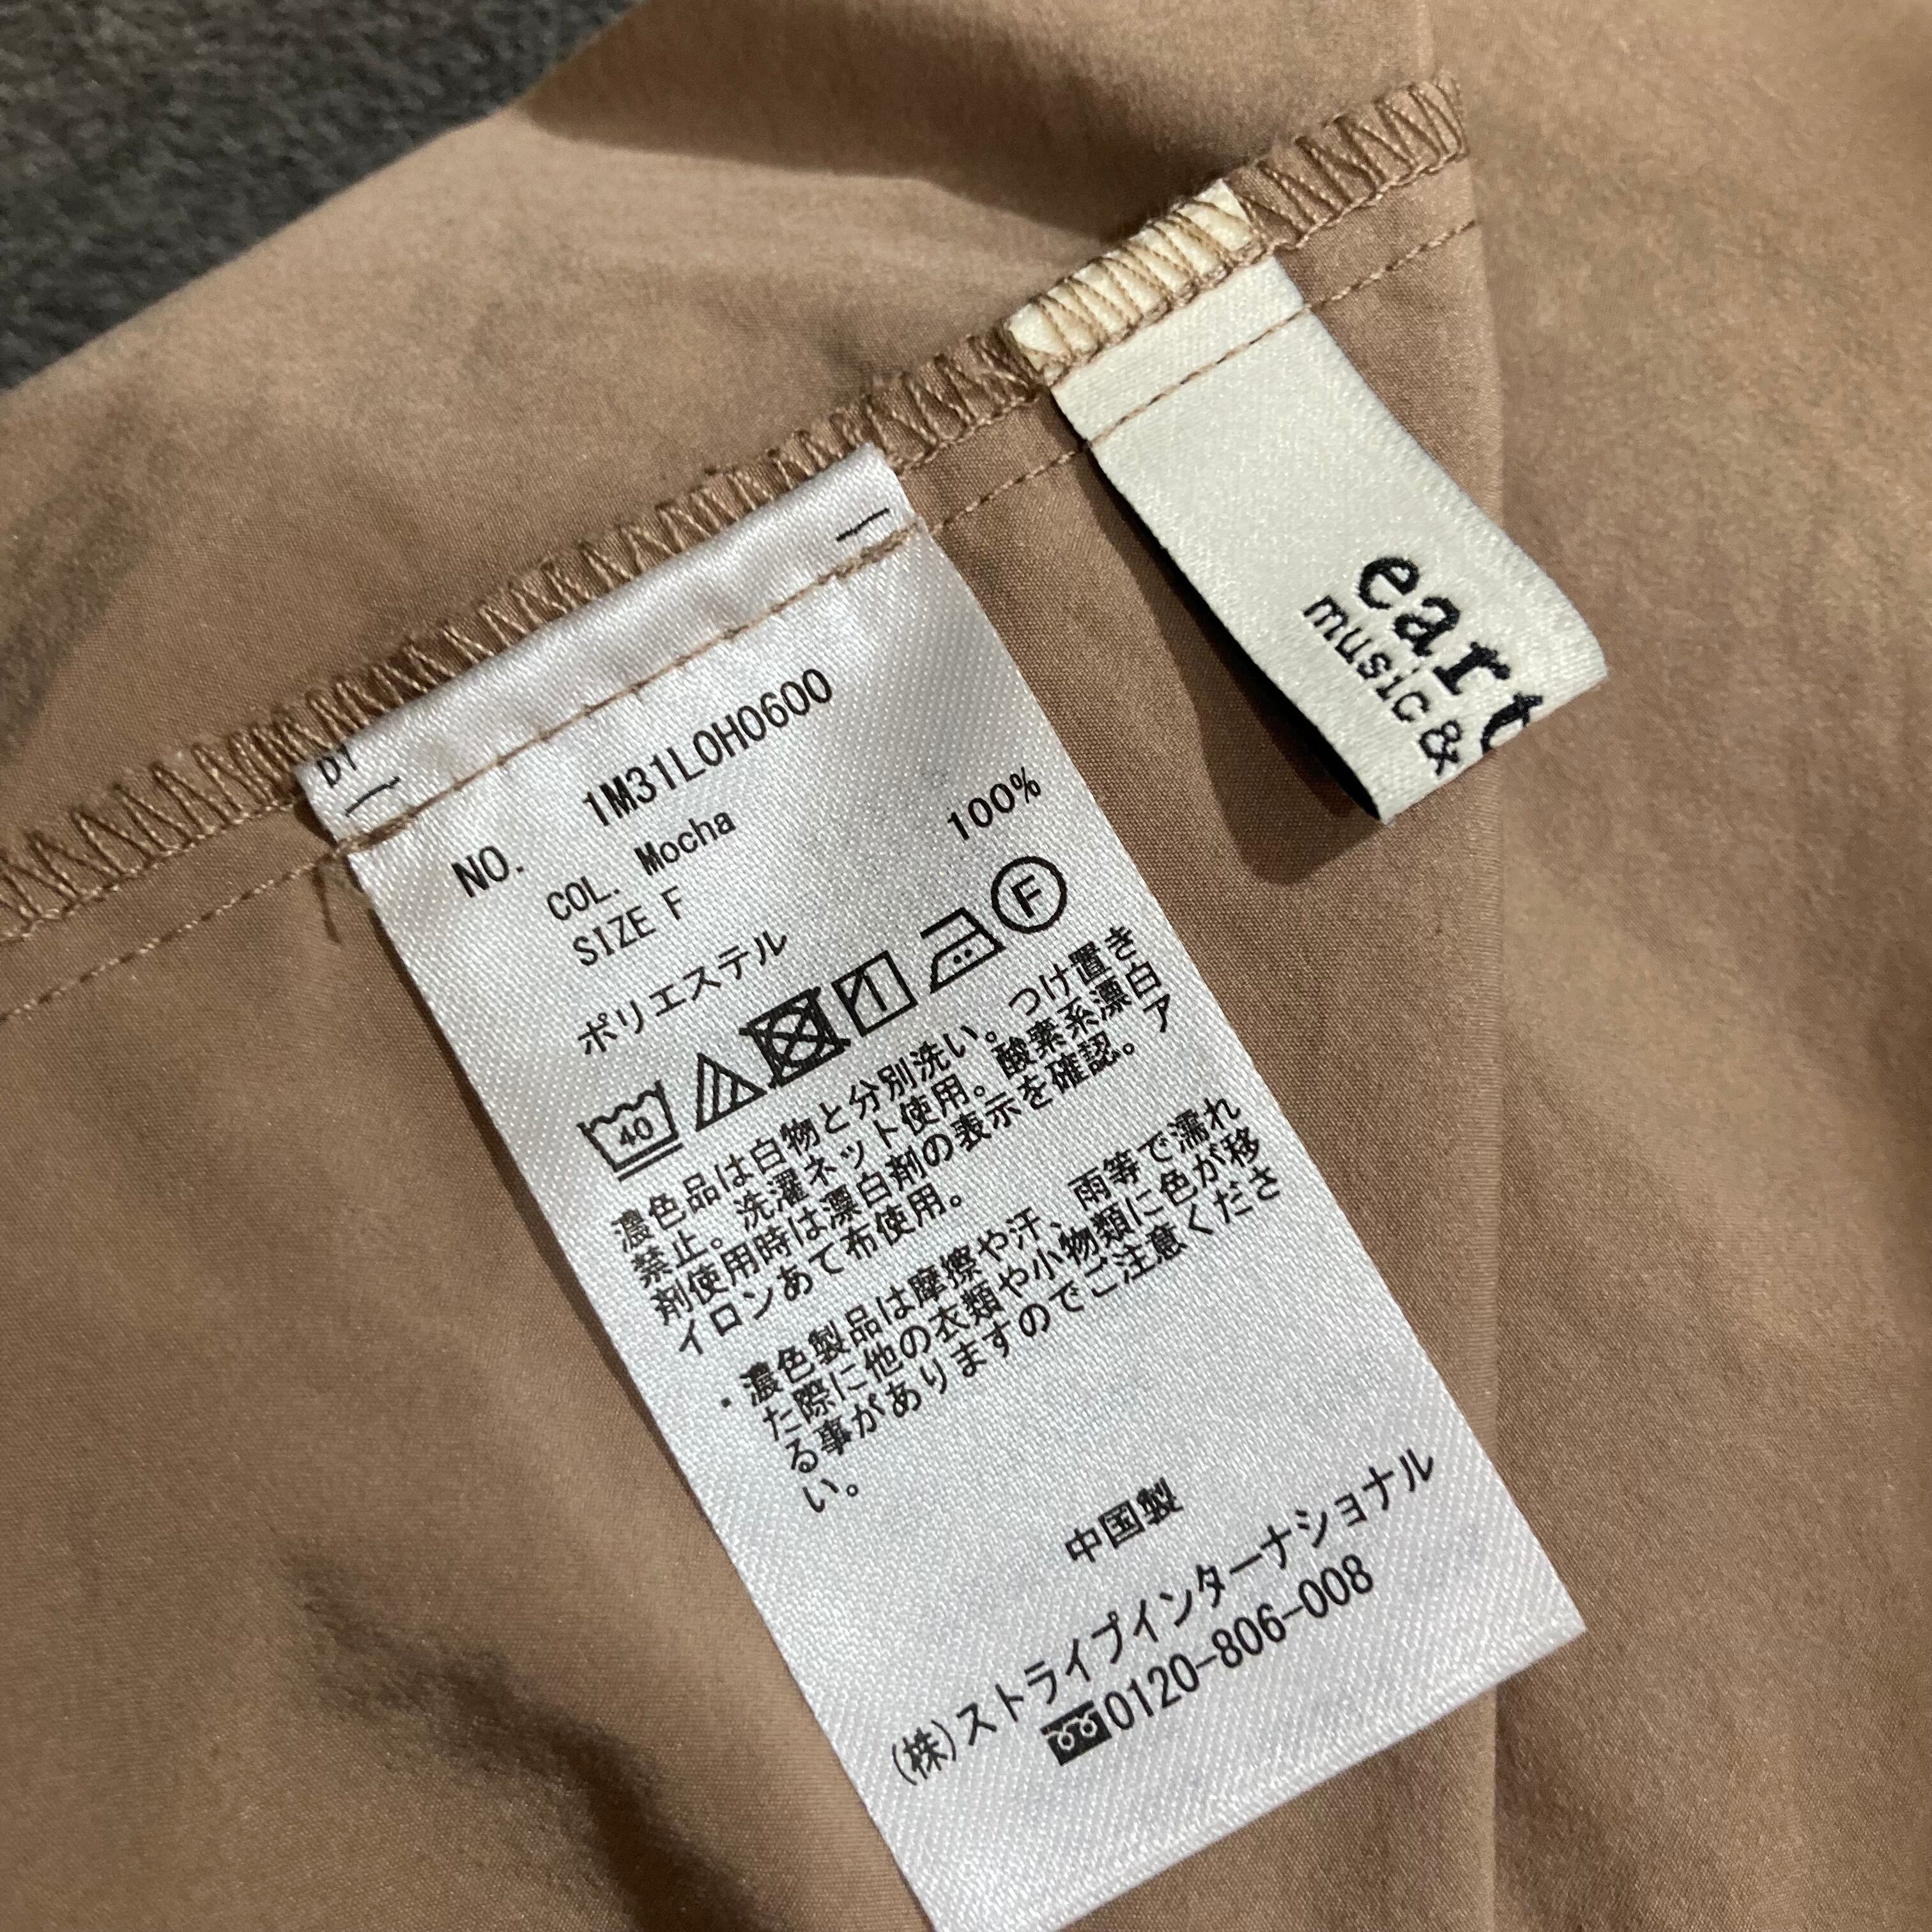 D1
NO. 1M31L0H0600
COL. Mocha
SIZE F
ポリエステル 100%
40
F
濃色品は白物と分別洗い。つけ置き
禁止。洗濯ネット使用。酸素系漂白
剤使用時は漂白剤の表示を確認。ア
イロンあて布使用。
・濃色製品は摩擦や汗、雨等で濡れ
た際に他の衣類や小物類に色が移
る事がありますのでご注意くださ
い。
中国製
(株)ストライプインターナショナル
0120-806-008
eart
music&